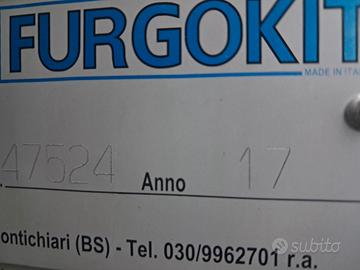 FURGOKIT
MADE IN ITA
47524 Anno 17
ontichiari (BS) - Tel. 030/9962701 r.a.
subito